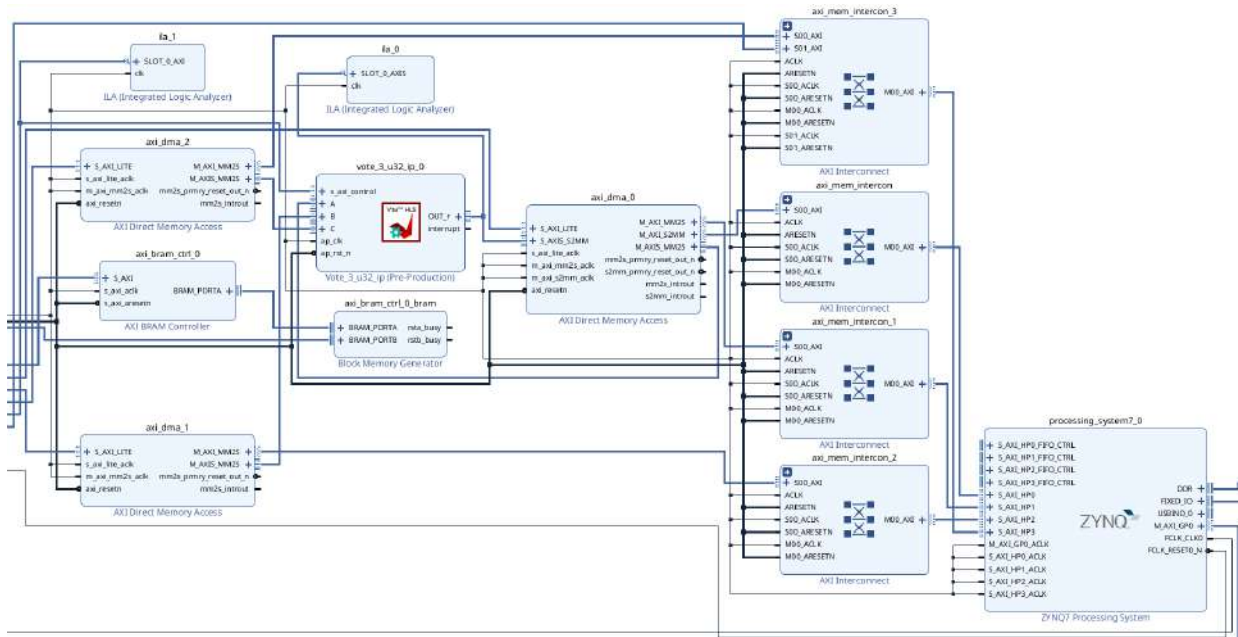 axi_mem_intercon_3
S00_AXI
S01_AXI
ACLK
ARESETN
S00_ACLK
S00_ARESETN
M00_ACLK
M00_ARESETN
S01_ACLK
S01_ARESETN
M00_AXI
AXI Interconnect
ila_1
SLOT_0_AXI
clk
ILA (Integrated Logic Analyzer)
ila_0
SLOT_0_AXIS
clk
ILA (Integrated Logic Analyzer)
axi_dma_2
S_AXI_LITE
s_axi_lite_aclk
m_axi_mm2s_aclk
axi_resetn
M_AXI_MM2S
M_AXIS_MM2S
mm2s_prmry_reset_out_n
mm2s_introut
AXI Direct Memory Access
vote_3_u32_ip_0
s_axi_control
A
B
C
ap_clk
ap_rst_n
OUT_r
interrupt
Vitis™ HLS
Vote_3_u32_ip (Pre-Production)
axi_dma_0
S_AXI_LITE
S_AXIS_S2MM
s_axi_lite_aclk
m_axi_mm2s_aclk
m_axi_s2mm_aclk
axi_resetn
M_AXI_MM2S
M_AXI_S2MM
M_AXIS_MM2S
mm2s_prmry_reset_out_n
s2mm_prmry_reset_out_n
mm2s_introut
s2mm_introut
AXI Direct Memory Access
axi_mem_intercon
S00_AXI
ACLK
ARESETN
S00_ACLK
S00_ARESETN
M00_ACLK
M00_ARESETN
M00_AXI
AXI Interconnect
axi_bram_ctrl_0
S_AXI
s_axi_aclk
s_axi_aresetn
BRAM_PORTA
AXI BRAM Controller
axi_bram_ctrl_0_bram
BRAM_PORTA
BRAM_PORTB
rsta_busy
rstb_busy
Block Memory Generator
axi_mem_intercon_1
S00_AXI
ACLK
ARESETN
S00_ACLK
S00_ARESETN
M00_ACLK
M00_ARESETN
M00_AXI
AXI Interconnect
axi_dma_1
S_AXI_LITE
s_axi_lite_aclk
m_axi_mm2s_aclk
axi_resetn
M_AXI_MM2S
M_AXIS_MM2S
mm2s_prmry_reset_out_n
mm2s_introut
AXI Direct Memory Access
axi_mem_intercon_2
S00_AXI
ACLK
ARESETN
S00_ACLK
S00_ARESETN
M00_ACLK
M00_ARESETN
M00_AXI
AXI Interconnect
processing_system7_0
S_AXI_HP0_FIFO_CTRL
S_AXI_HP1_FIFO_CTRL
S_AXI_HP2_FIFO_CTRL
S_AXI_HP3_FIFO_CTRL
S_AXI_HP0
S_AXI_HP1
S_AXI_HP2
S_AXI_HP3
M_AXI_GP0_ACLK
S_AXI_HP0_ACLK
S_AXI_HP1_ACLK
S_AXI_HP2_ACLK
S_AXI_HP3_ACLK
ZYNQ
DDR
FIXED_IO
USBIND_0
M_AXI_GP0
FCLK_CLK0
FCLK_RESET0_N
ZYNQ7 Processing System